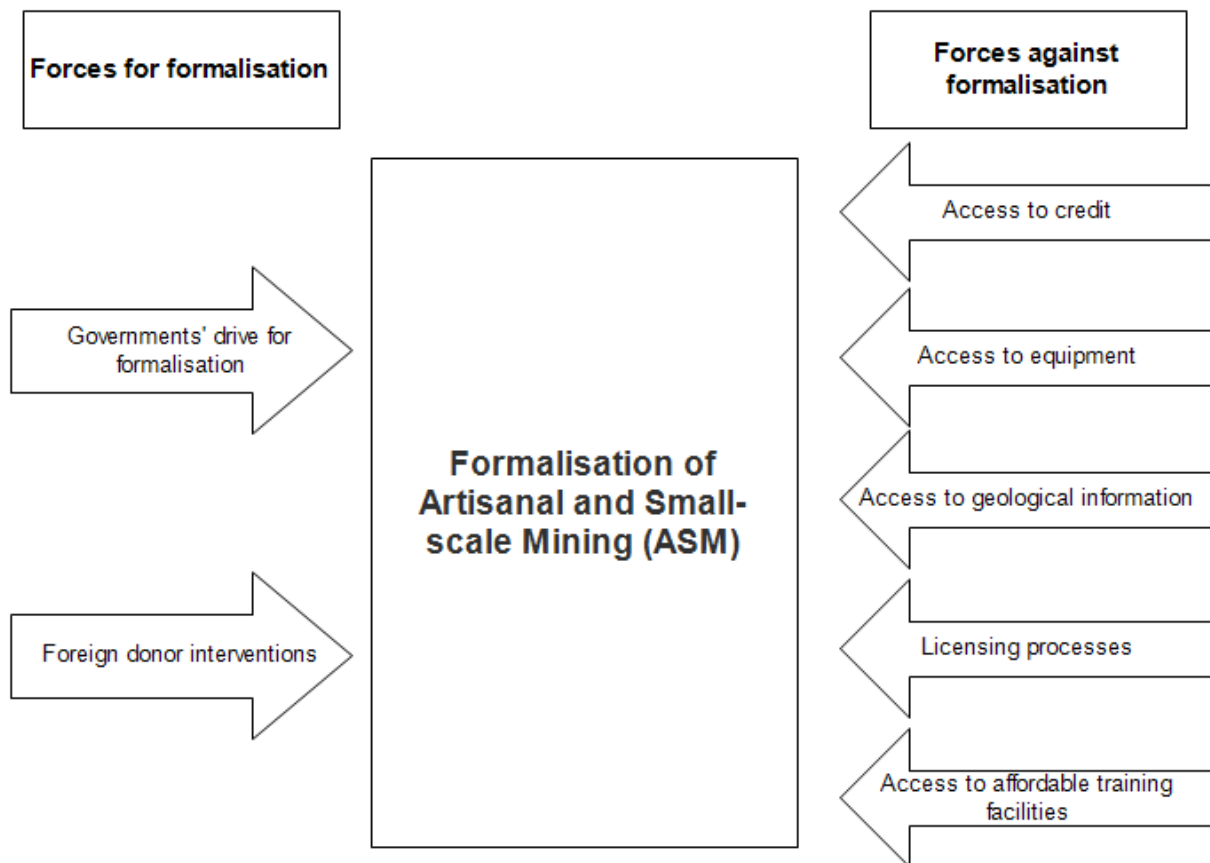 Forces for formalisation
Forces against
formalisation
Governments' drive for
formalisation
Foreign donor interventions
Formalisation of
Artisanal and Small-
scale Mining (ASM)
Access to credit
Access to equipment
Access to geological information
Licensing processes
Access to affordable training
facilities